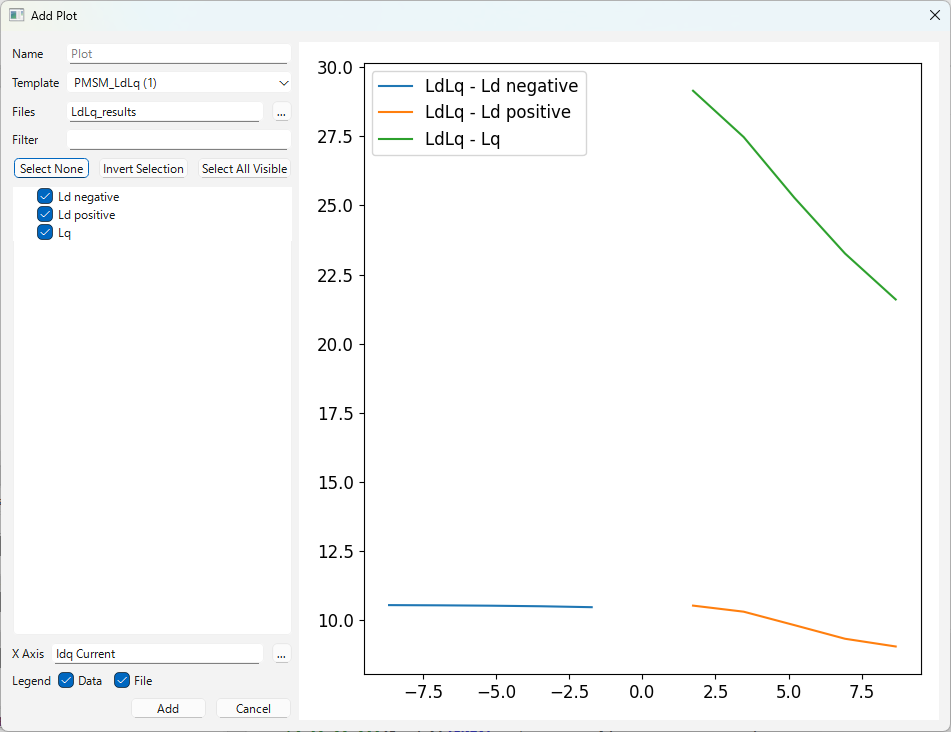 Add Plot
Name Plot
Template PMSM_LdLq (1)
Files LdLq_results ...
Filter
Select None Invert Selection Select All Visible
Ld negative
Ld positive
Lq
X Axis Idq Current ...
Legend Data File
Add Cancel
LdLq - Ld negative
LdLq - Ld positive
LdLq - Lq
30.0
27.5
25.0
22.5
20.0
17.5
15.0
12.5
10.0
−7.5 −5.0 −2.5 0.0 2.5 5.0 7.5